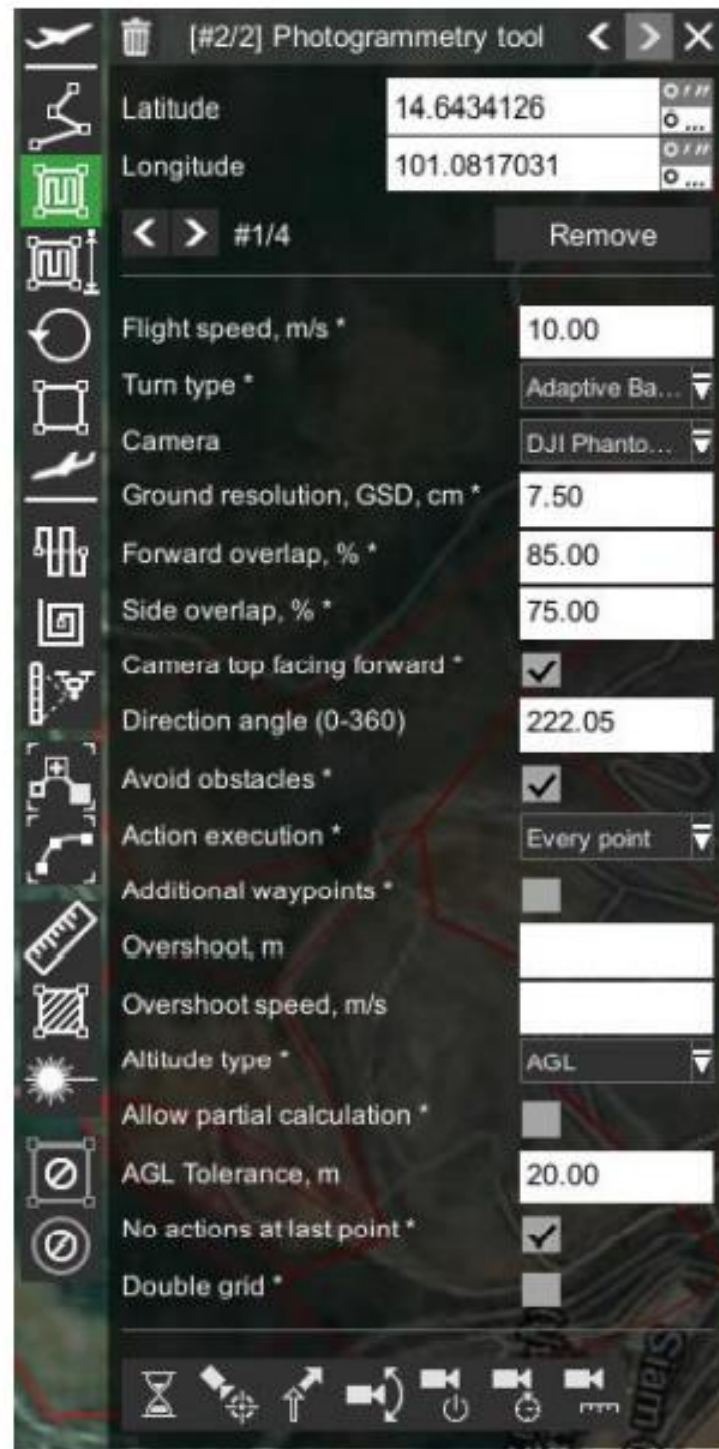 [#2/2] Photogrammetry tool
Latitude 14.6434126
Longitude 101.0817031
#1/4 Remove
Flight speed, m/s * 10.00
Turn type * Adaptive Ba...
Camera DJI Phanto...
Ground resolution, GSD, cm * 7.50
Forward overlap, % * 85.00
Side overlap, % * 75.00
Camera top facing forward *
Direction angle (0-360) 222.05
Avoid obstacles *
Action execution * Every point
Additional waypoints *
Overshoot, m
Overshoot speed, m/s
Altitude type * AGL
Allow partial calculation *
AGL Tolerance, m 20.00
No actions at last point *
Double grid *
Siam